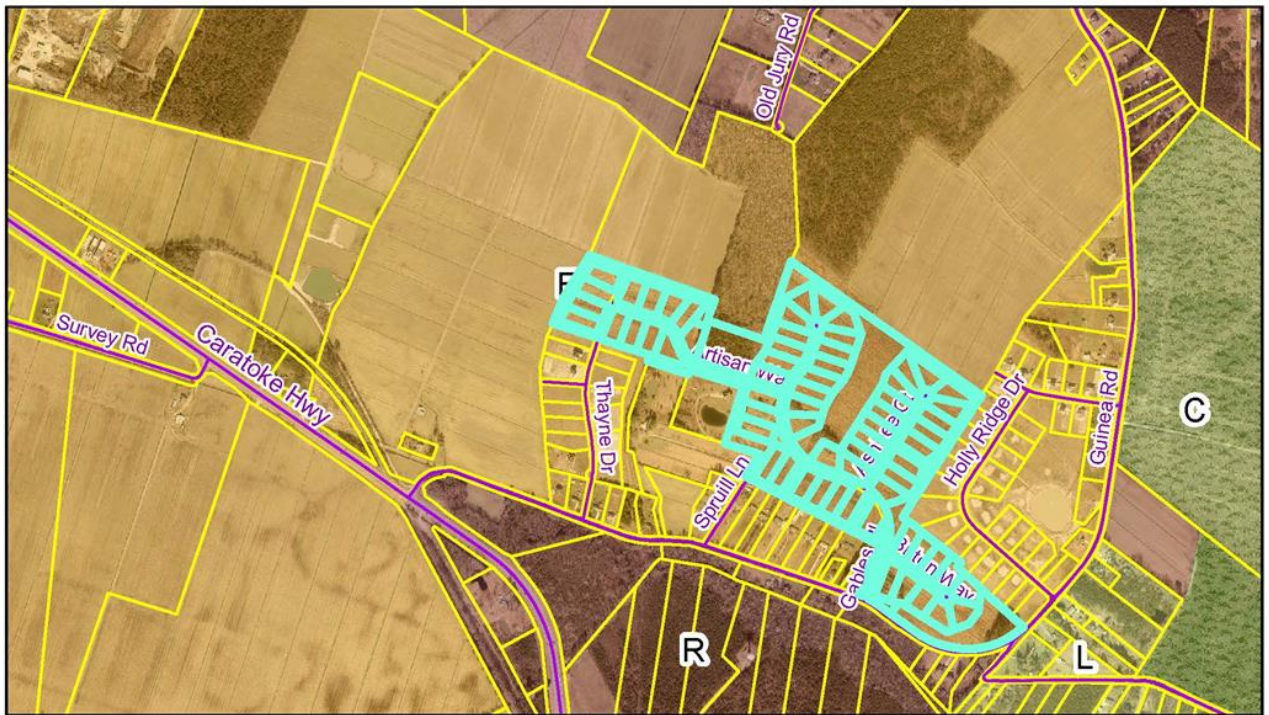 Old Jury Rd
Survey Rd
Caratoke Hwy
Thayne Dr
Spruill Ln
Holly Ridge Dr
Guinea Rd
C
R
L